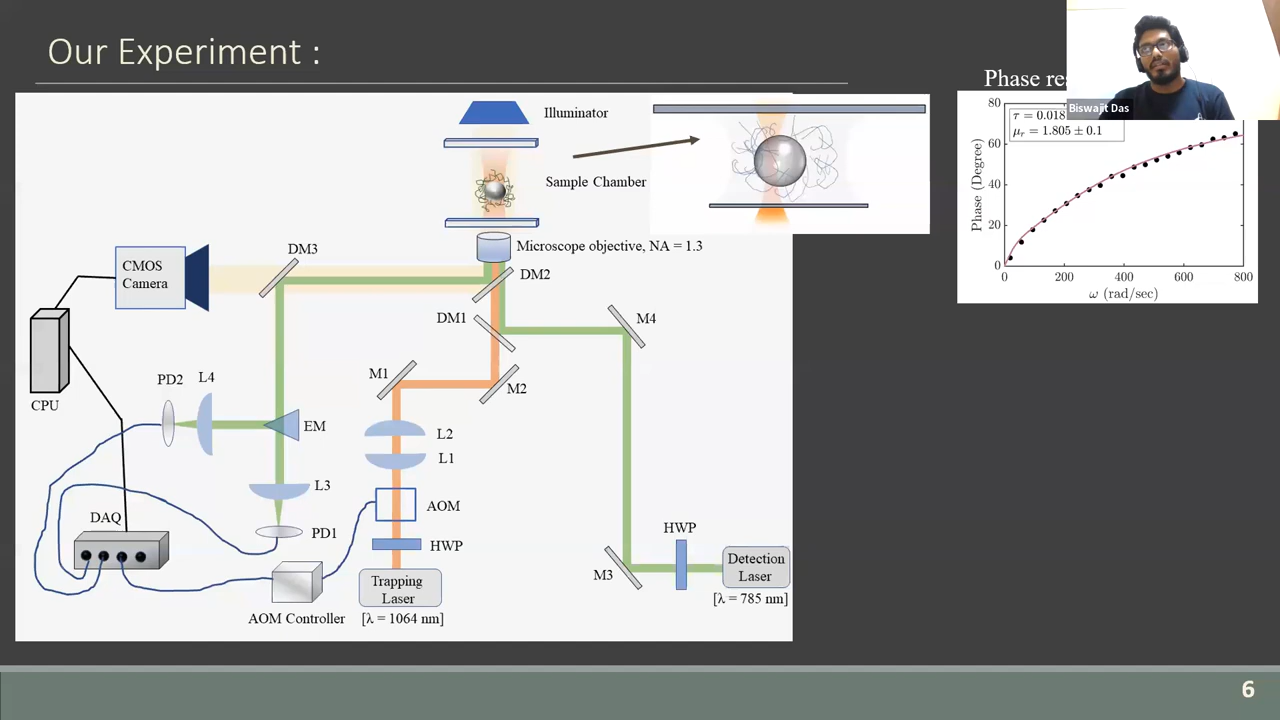 Our Experiment :
Illuminator
Sample Chamber
Microscope objective, NA = 1.3
DM3
DM2
CMOS
Camera
DM1
M4
M1
M2
CPU
PD2
L4
EM
L2
L1
L3
AOM
DAQ
PD1
HWP
HWP
M3
Detection
Laser
Trapping
Laser
AOM Controller
[λ = 1064 nm]
[λ = 785 nm]
Phase
Biswajit Das
τ = 0.018
μr = 1.805 ± 0.1
Phase (Degree)
80
60
40
20
0
0 200 400 600 800
ω (rad/sec)
6